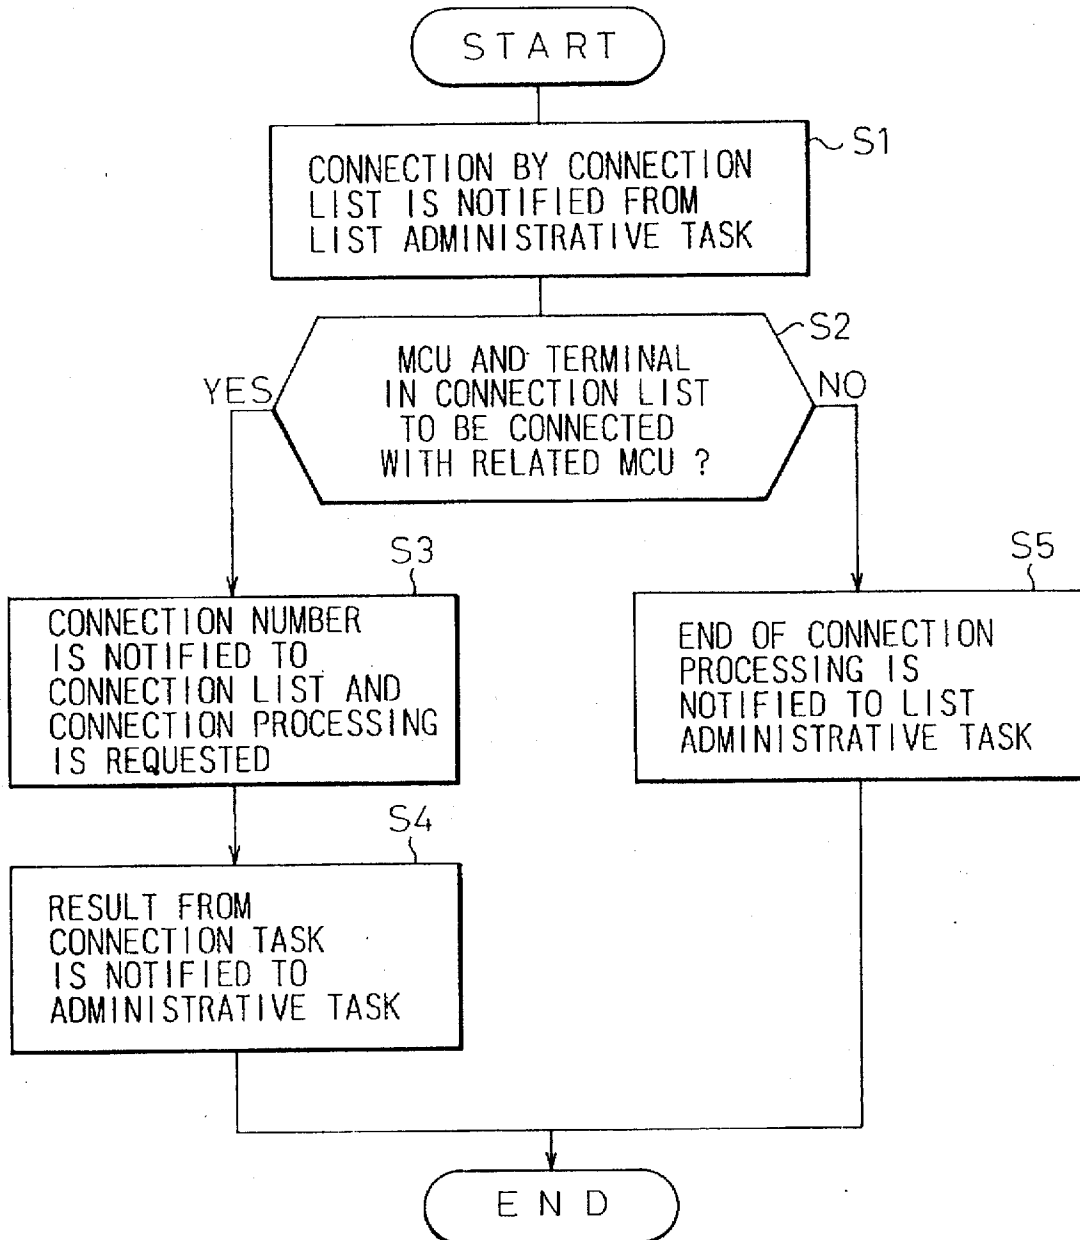 START
S1
CONNECTION BY CONNECTION
LIST IS NOTIFIED FROM
LIST ADMINISTRATIVE TASK
S2
MCU AND TERMINAL
IN CONNECTION LIST
TO BE CONNECTED
WITH RELATED MCU ?
YES
NO
S3
CONNECTION NUMBER
IS NOTIFIED TO
CONNECTION LIST AND
CONNECTION PROCESSING
IS REQUESTED
S4
RESULT FROM
CONNECTION TASK
IS NOTIFIED TO
ADMINISTRATIVE TASK
S5
END OF CONNECTION
PROCESSING IS
NOTIFIED TO LIST
ADMINISTRATIVE TASK
END